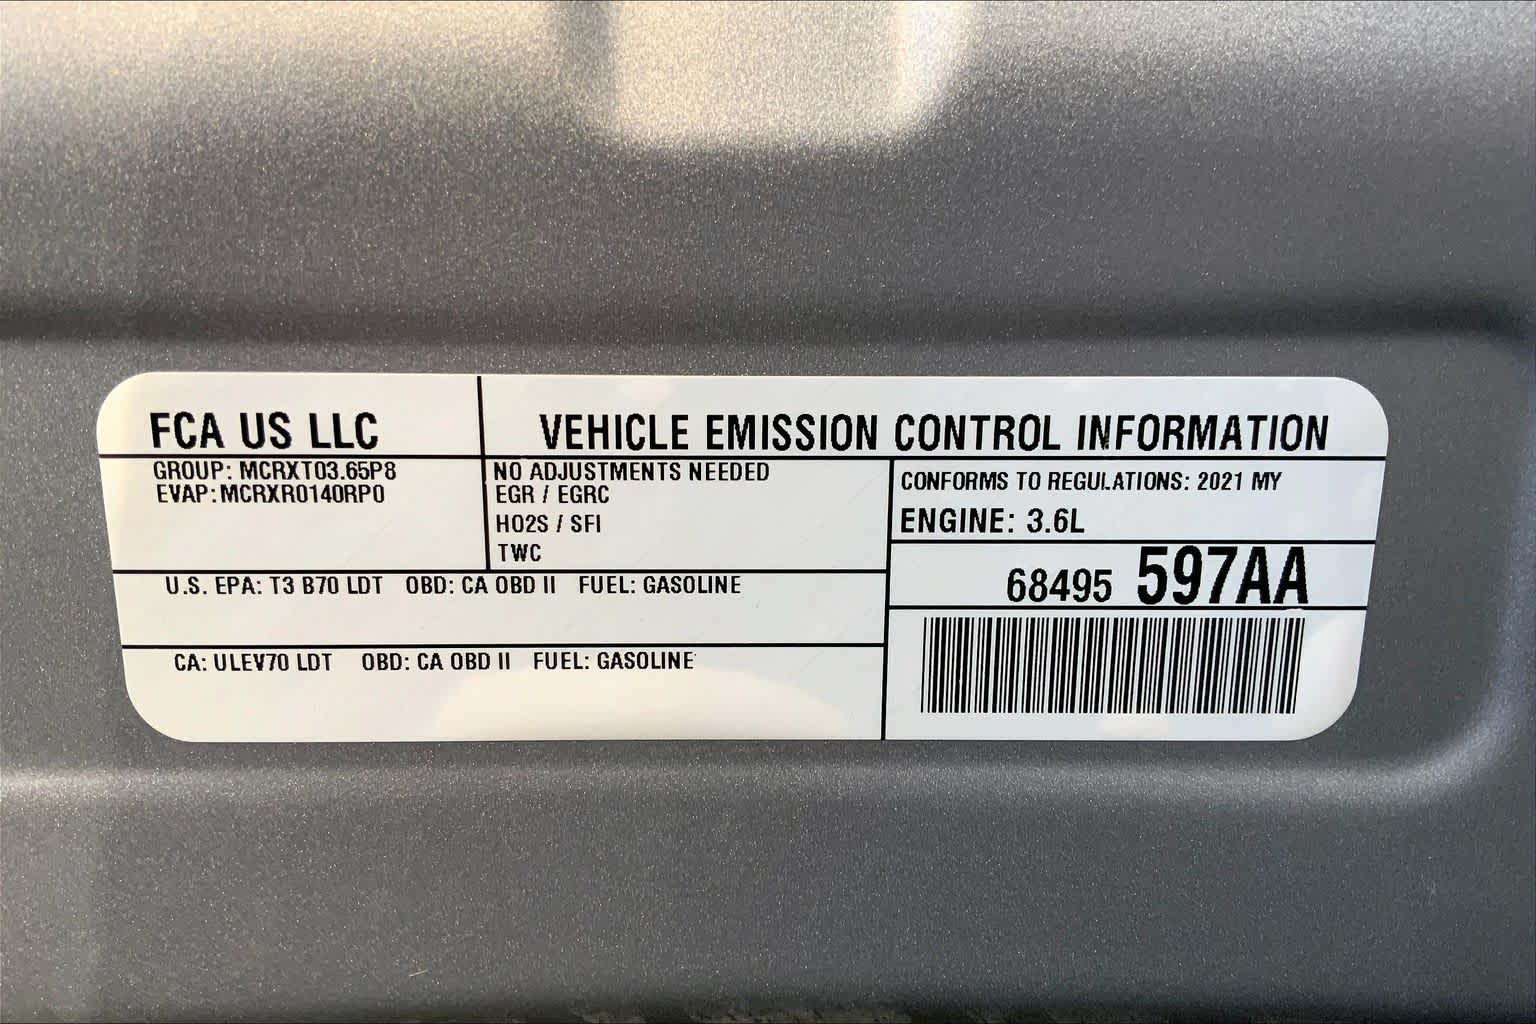 FCA US LLC
VEHICLE EMISSION CONTROL INFORMATION
GROUP: MCRXT03.65P8
EVAP: MCRXR0140RP0
NO ADJUSTMENTS NEEDED
EGR / EGRC
HO2S / SFI
TWC
CONFORMS TO REGULATIONS: 2021 MY
ENGINE: 3.6L
68495 597AA
U.S. EPA: T3 B70 LDT OBD: CA OBD II FUEL: GASOLINE
CA: ULEV70 LDT OBD: CA OBD II FUEL: GASOLINE